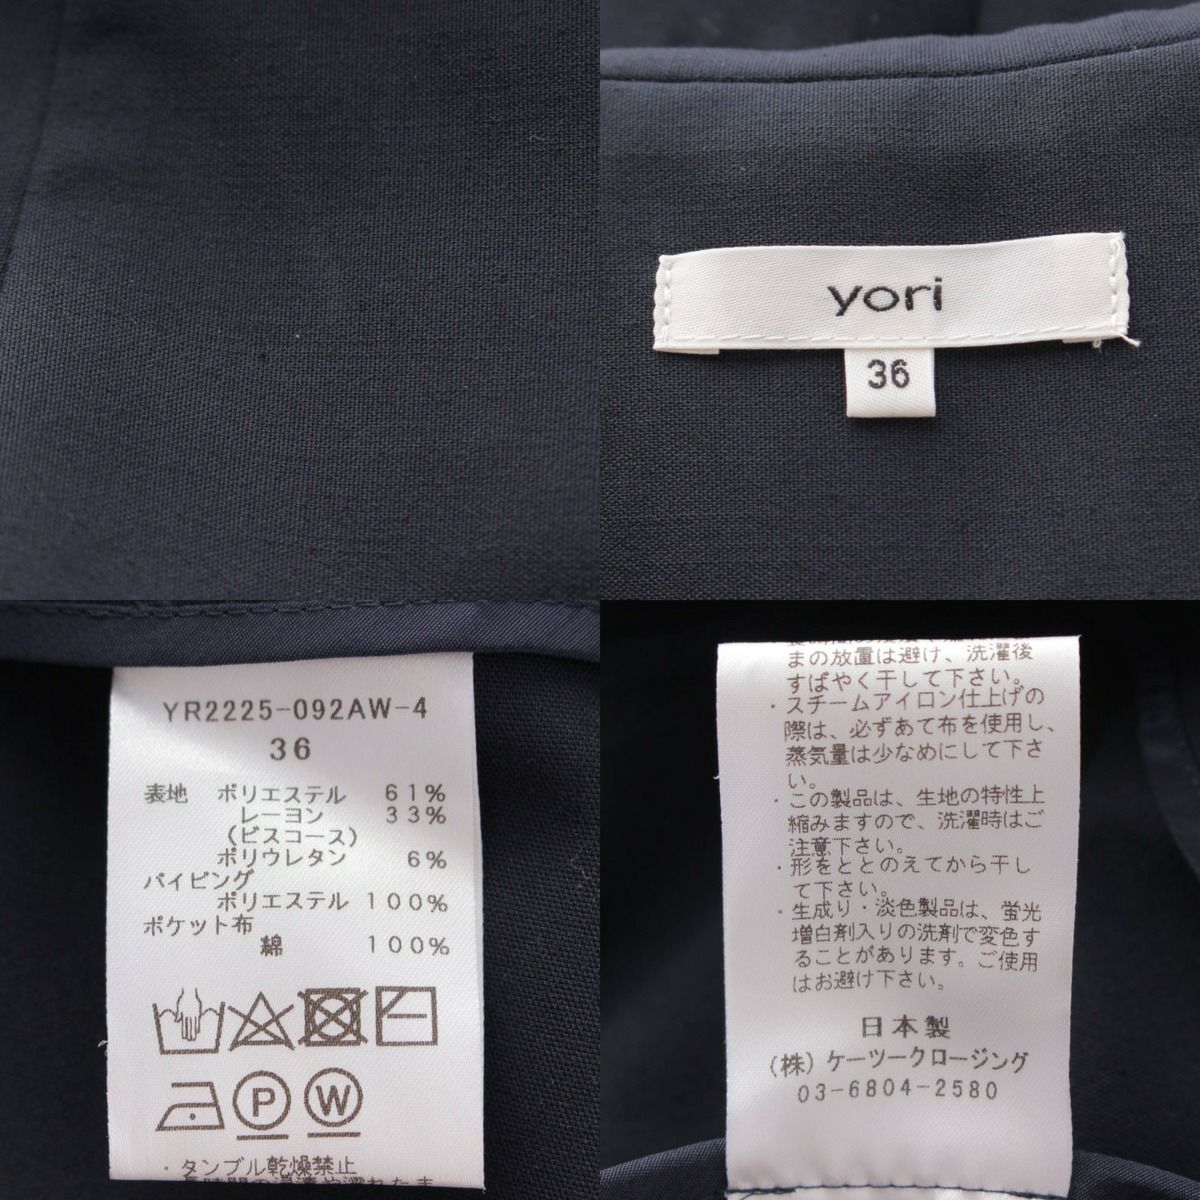 yori
36
YR2225-092AW-4
36
表地 ポリエステル 61%
レーヨン 33%
(ビスコース)
ポリウレタン 6%
パイピング
ポリエステル 100%
ポケット布
綿 100%
P W
・タンブル乾燥禁止
まの放置は避け、洗濯後
すばやく干して下さい。
・スチームアイロン仕上げの
際は、必ずあて布を使用し、
蒸気量は少なめにして下さ
い。
・この製品は、生地の特性上
縮みますので、洗濯時はご
注意下さい。
・形をととのえてから干し
て下さい。
・生成り・淡色製品は、蛍光
増白剤入りの洗剤で変色す
ることがあります。ご使用
はお避け下さい。
日本製
(株)ケーツークロージング
03-6804-2580